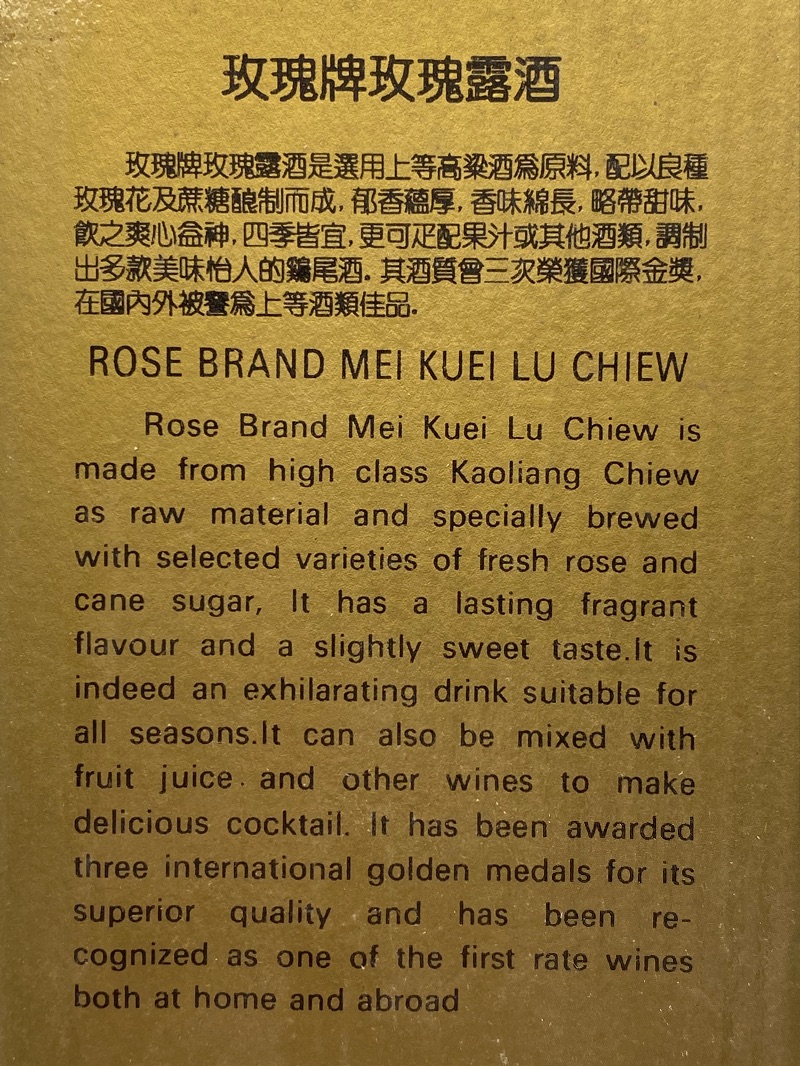 玫瑰牌玫瑰露酒
玫瑰牌玫瑰露酒是選用上等高粱酒為原料,配以良種
玫瑰花及蔗糖釀制而成,郁香蘊厚,香味綿長,略帶甜味,
飲之爽心益神,四季皆宜,更可疋配果汁或其他酒類,調制
出多款美味怡人的鷄尾酒.其酒質曾三次榮獲國際金獎,
在國內外被譽為上等酒類佳品.
ROSE BRAND MEI KUEI LU CHIEW
Rose Brand Mei Kuei Lu Chiew is
made from high class Kaoliang Chiew
as raw material and specially brewed
with selected varieties of fresh rose and
cane sugar, It has a lasting fragrant
flavour and a slightly sweet taste.It is
indeed an exhilarating drink suitable for
all seasons.It can also be mixed with
fruit juice and other wines to make
delicious cocktail. It has been awarded
three international golden medals for its
superior quality and has been re-
cognized as one of the first rate wines
both at home and abroad